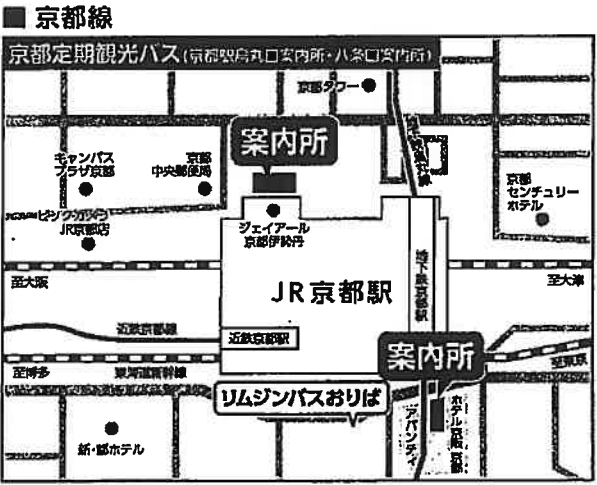 ■ 京都線
京都定期観光バス(京都駅烏丸口案内所・八条口案内所)
京都タワー
案内所
キャンパス
プラザ京都
京都
中央郵便局
京都
センチュリー
ホテル
ビックカメラ
JR京都店
ジェイアール
京都伊勢丹
地下鉄京都駅
至大阪
JR京都駅
至大津
近鉄京都線
近鉄京都駅
案内所
至博多
東海道新幹線
至東京
リムジンバスおりば
アバンティ
ホテル京阪 京都
新・都ホテル